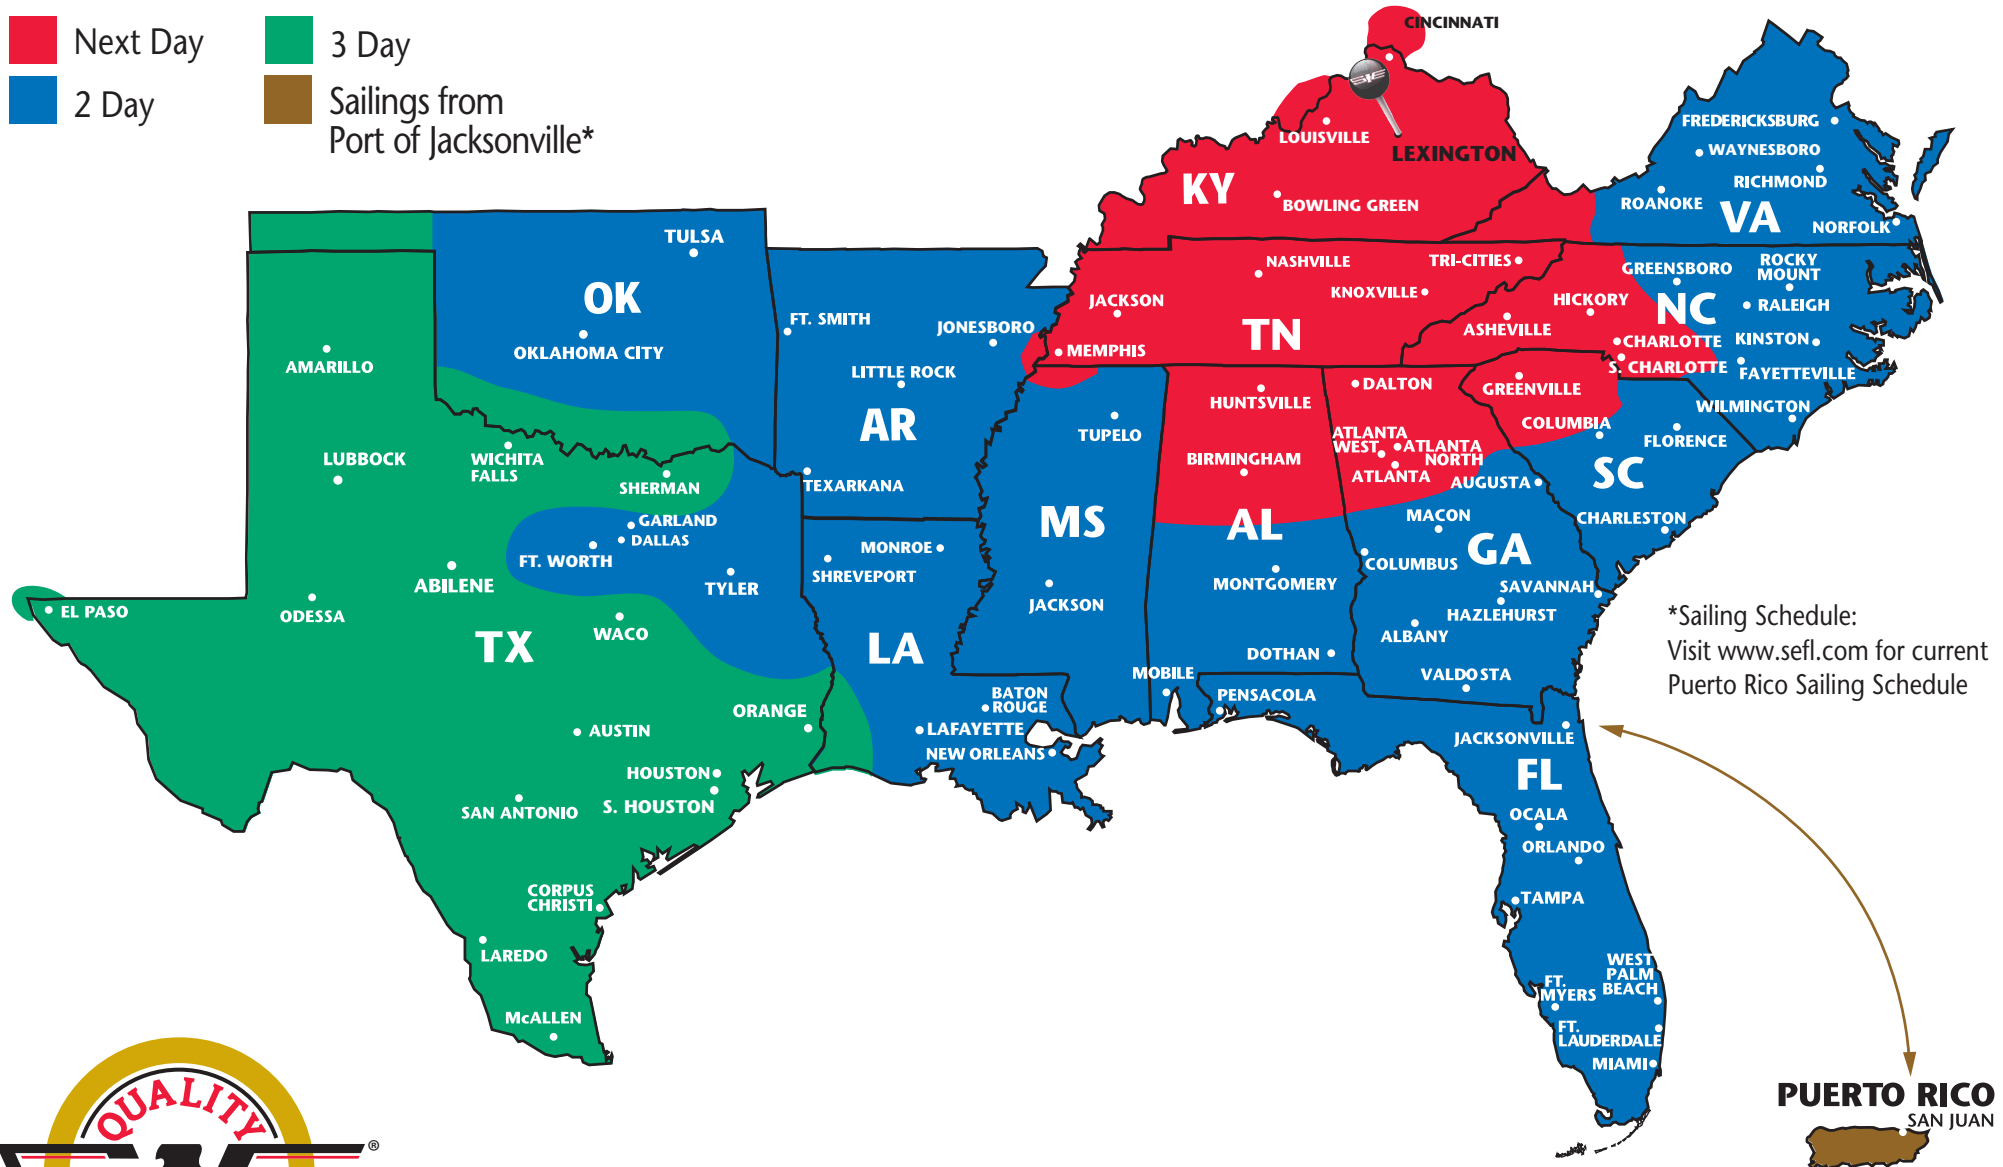 Next Day
3 Day
2 Day
Sailings from
Port of Jacksonville*
CINCINNATI
LOUISVILLE
LEXINGTON
KY
BOWLING GREEN
FREDERICKSBURG
WAYNESBORO
RICHMOND
ROANOKE
VA
NORFOLK
TULSA
OK
OKLAHOMA CITY
FT. SMITH
JONESBORO
LITTLE ROCK
AR
TEXARKANA
NASHVILLE
TRI-CITIES
KNOXVILLE
JACKSON
TN
MEMPHIS
GREENSBORO
ROCKY
MOUNT
HICKORY
NC
RALEIGH
ASHEVILLE
CHARLOTTE
KINSTON
S. CHARLOTTE
FAYETTEVILLE
WILMINGTON
GREENVILLE
COLUMBIA
FLORENCE
SC
CHARLESTON
DALTON
ATLANTA
WEST
ATLANTA
NORTH
ATLANTA
AUGUSTA
MACON
GA
COLUMBUS
SAVANNAH
HAZLEHURST
ALBANY
VALDOSTA
HUNTSVILLE
BIRMINGHAM
AL
MONTGOMERY
DOTHAN
MOBILE
TUPELO
MS
JACKSON
MONROE
SHREVEPORT
LA
BATON
ROUGE
LAFAYETTE
NEW ORLEANS
AMARILLO
LUBBOCK
WICHITA
FALLS
SHERMAN
GARLAND
DALLAS
FT. WORTH
TYLER
ABILENE
EL PASO
ODESSA
TX
WACO
ORANGE
AUSTIN
HOUSTON
S. HOUSTON
SAN ANTONIO
CORPUS
CHRISTI
LAREDO
McALLEN
PENSACOLA
JACKSONVILLE
FL
OCALA
ORLANDO
TAMPA
WEST
PALM
BEACH
FT.
MYERS
FT.
LAUDERDALE
MIAMI
*Sailing Schedule:
Visit www.sefl.com for current
Puerto Rico Sailing Schedule
PUERTO RICO
SAN JUAN
QUALITY
®